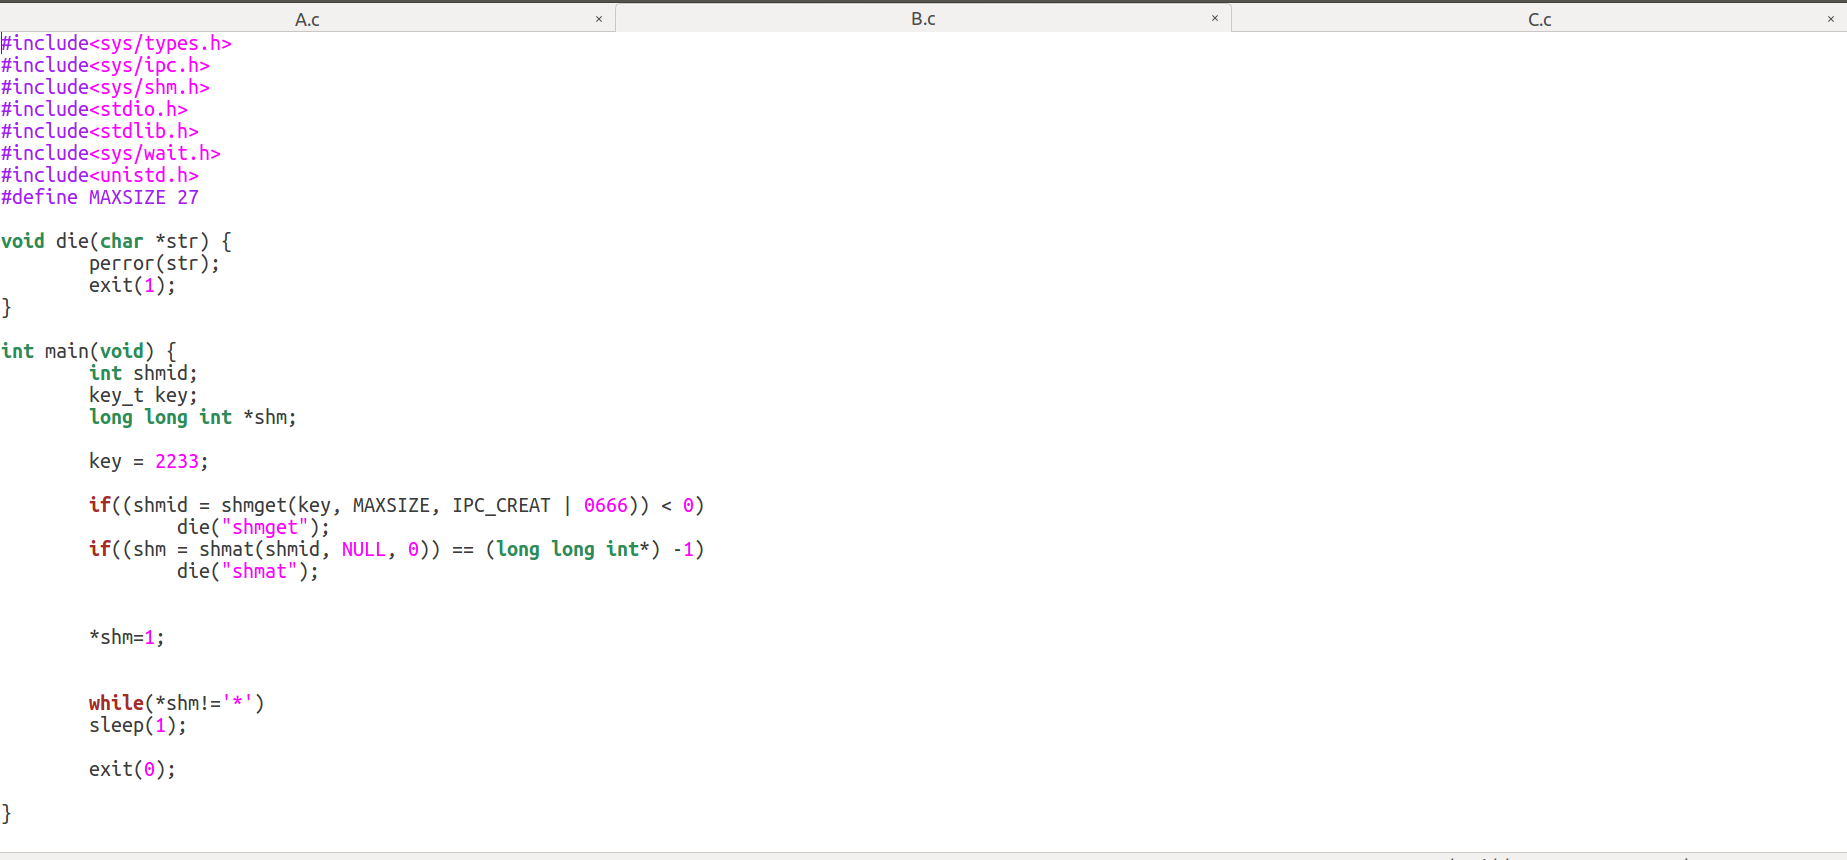 A.c × B.c × C.c ×
#include<sys/types.h>
#include<sys/ipc.h>
#include<sys/shm.h>
#include<stdio.h>
#include<stdlib.h>
#include<sys/wait.h>
#include<unistd.h>
#define MAXSIZE 27

void die(char *str) {
        perror(str);
        exit(1);
}

int main(void) {
        int shmid;
        key_t key;
        long long int *shm;

        key = 2233;

        if((shmid = shmget(key, MAXSIZE, IPC_CREAT | 0666)) < 0)
                die("shmget");
        if((shm = shmat(shmid, NULL, 0)) == (long long int*) -1)
                die("shmat");


        *shm=1;


        while(*shm!='*')
        sleep(1);

        exit(0);

}